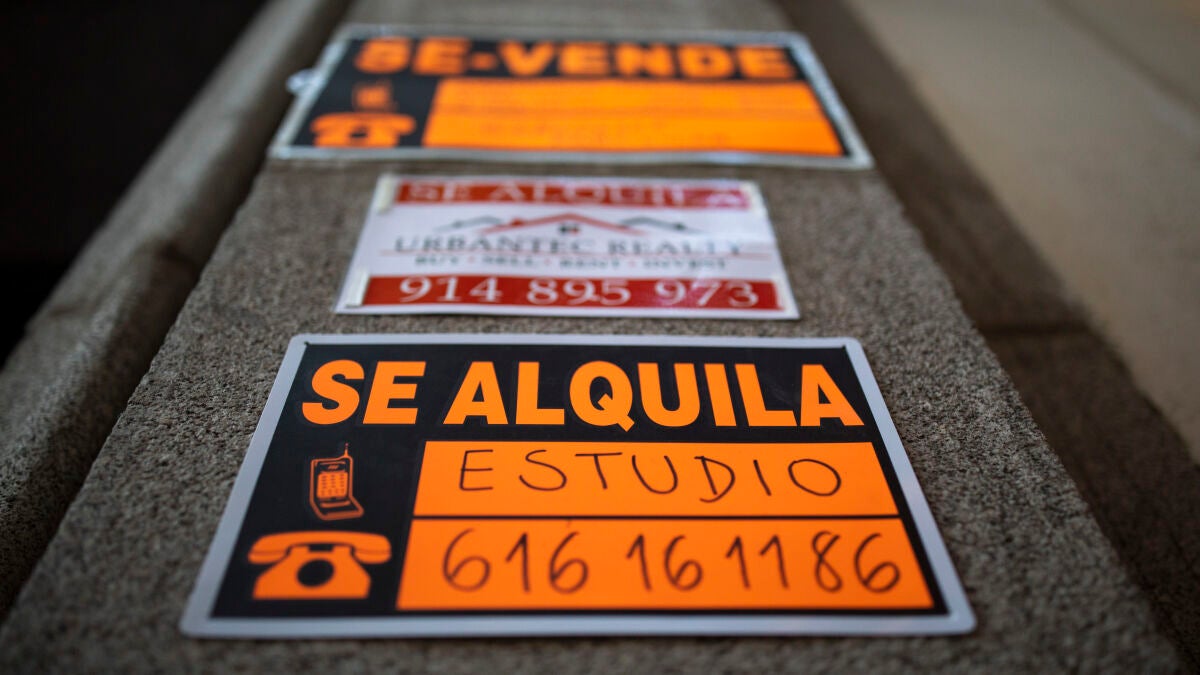 SE-VENDE
SE ALQUILA
URBANTEC REALTY
BUY • SELL • RENT • INVEST
914 895 973
SE ALQUILA
ESTUDIO
616 161186